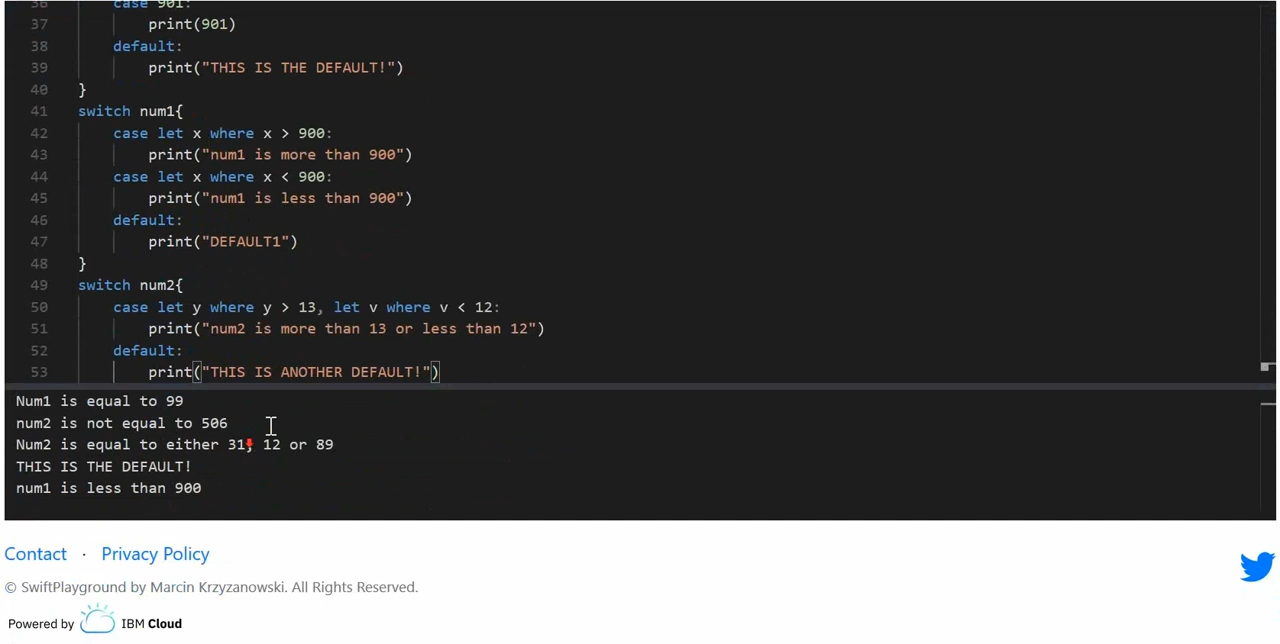 36 case 901:
37 print(901)
38 default:
39 print("THIS IS THE DEFAULT!")
40 }
41 switch num1{
42 case let x where x > 900:
43 print("num1 is more than 900")
44 case let x where x < 900:
45 print("num1 is less than 900")
46 default:
47 print("DEFAULT1")
48 }
49 switch num2{
50 case let y where y > 13, let v where v < 12:
51 print("num2 is more than 13 or less than 12")
52 default:
53 print("THIS IS ANOTHER DEFAULT!")
Num1 is equal to 99
num2 is not equal to 506
Num2 is equal to either 31, 12 or 89
THIS IS THE DEFAULT!
num1 is less than 900
Contact · Privacy Policy
© SwiftPlayground by Marcin Krzyzanowski. All Rights Reserved.
Powered by IBM Cloud